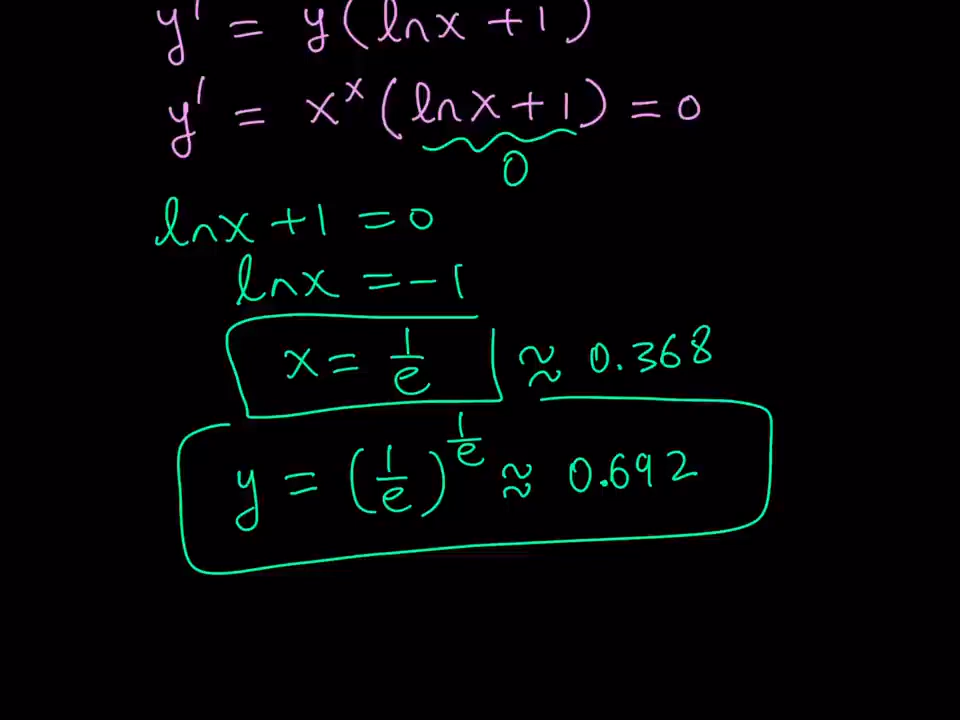 y' = y(lnx + 1)
y' = x^x (lnx + 1) = 0
0
lnx + 1 = 0
lnx = -1
x = 1/e ≈ 0.368
y = (1/e)^(1/e) ≈ 0.692